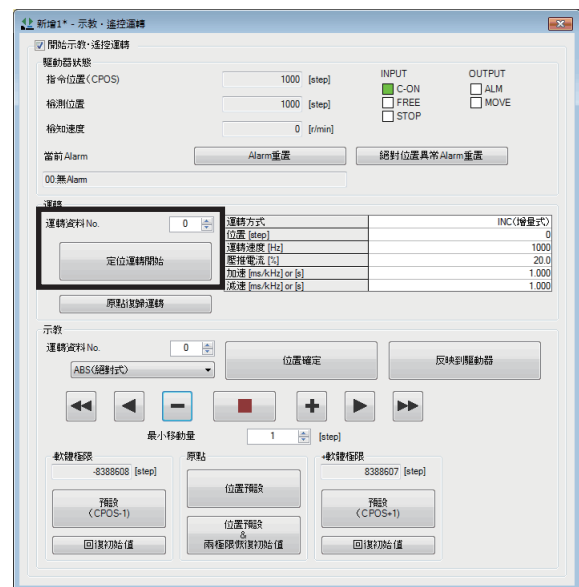 新增1* - 示教・遙控運轉
開始示教・遙控運轉
驅動器狀態
指令位置(CPOS) 1000 [step]
INPUT OUTPUT
C-ON ALM
檢測位置 1000 [step]
FREE MOVE
STOP
檢知速度 0 [r/min]
當前 Alarm Alarm重置 絕對位置異常 Alarm重置
00:無Alarm
運轉
運轉資料 No. 0
定位運轉開始
原點復歸運轉
運轉方式 INC(增量式)
位置 [step] 0
運轉速度 [Hz] 1000
壓推電流 [%] 20.0
加速 [ms/kHz] or [s] 1.000
減速 [ms/kHz] or [s] 1.000
示教
運轉資料 No. 0
ABS(絕對式)
位置確定 反映到驅動器
最小移動量 1 [step]
-軟體極限
-8388608 [step]
預設
(CPOS-1)
回復初始值
原點
位置預設
位置預設
&
兩極限恢復初始值
+軟體極限
8388607 [step]
預設
(CPOS+1)
回復初始值